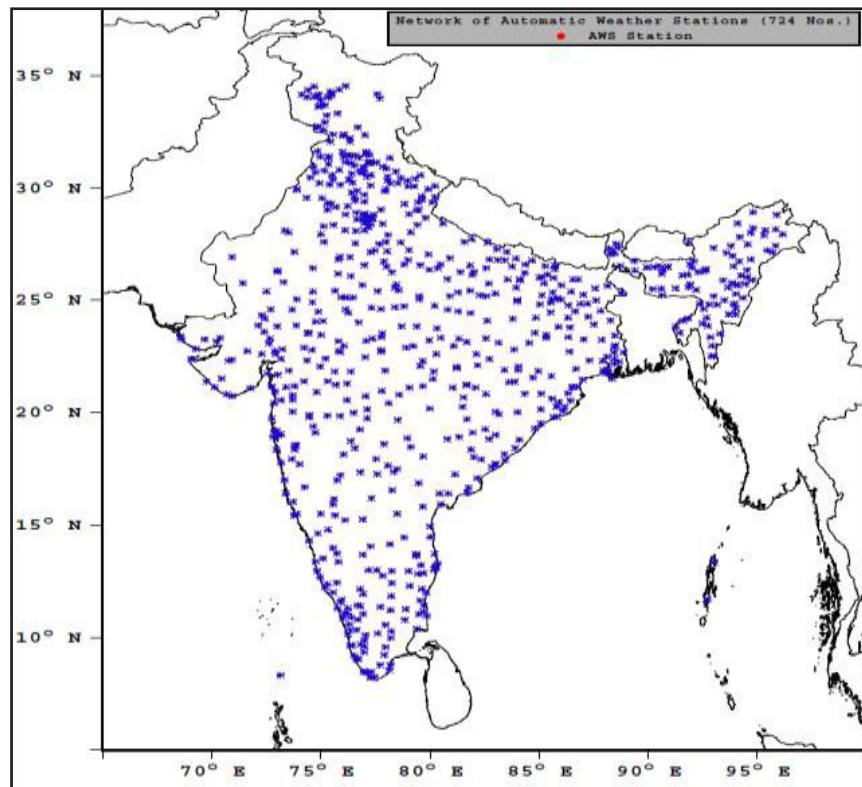 Network of Automatic Weather Stations (724 Nos.)
AWS Station
35° N
30° N
25° N
20° N
15° N
10° N
70° E 75° E 80° E 85° E 90° E 95° E